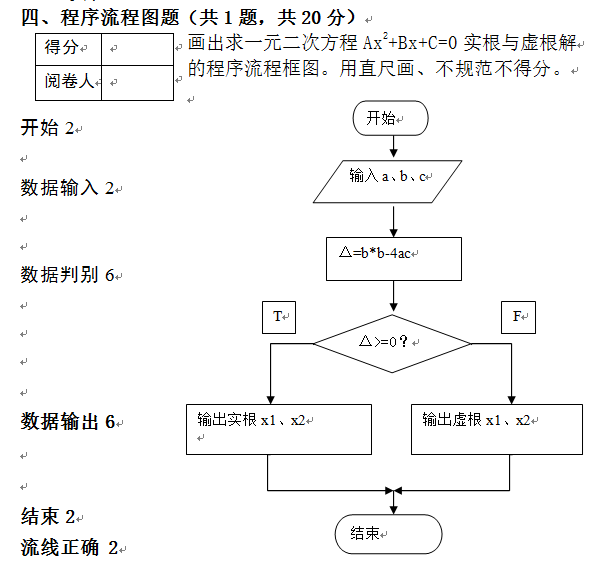 四、程序流程图题（共1题，共20分）
得分
阅卷人
画出求一元二次方程Ax²+Bx+C=0 实根与虚根解
的程序流程框图。用直尺画、不规范不得分。
开始
开始 2
输入 a、b、c
数据输入 2
△=b*b-4ac
数据判别 6
T
F
△>=0？
数据输出 6
输出实根 x1、x2
输出虚根 x1、x2
结束 2
结束
流线正确 2